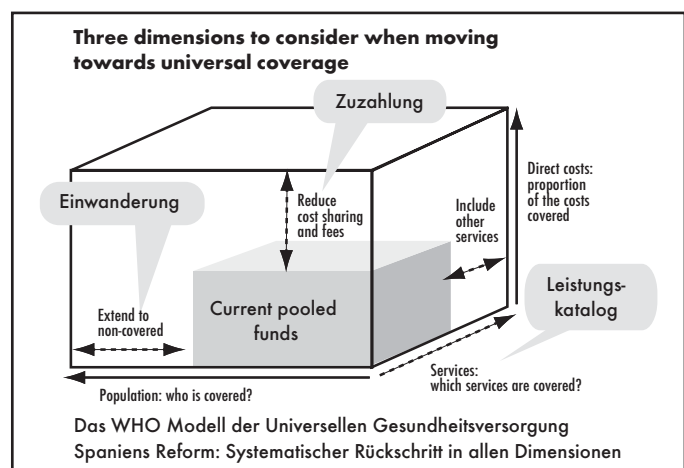 Three dimensions to consider when moving
towards universal coverage
Zuzahlung
Einwanderung
Reduce
cost sharing
and fees
Include
other
services
Direct costs:
proportion
of the costs
covered
Extend to
non-covered
Current pooled
funds
Leistungs-
katalog
Population: who is covered?
Services:
which services are covered?
Das WHO Modell der Universellen Gesundheitsversorgung
Spaniens Reform: Systematischer Rückschritt in allen Dimensionen